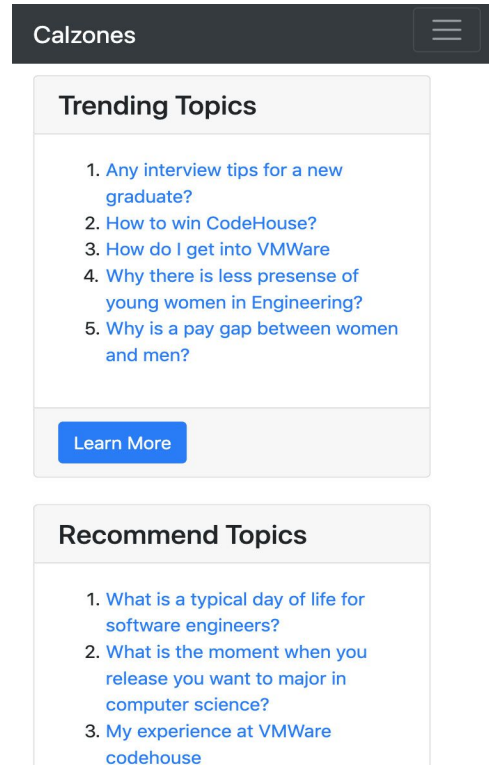 Calzones
Trending Topics
1. Any interview tips for a new
graduate?
2. How to win CodeHouse?
3. How do I get into VMWare
4. Why there is less presense of
young women in Engineering?
5. Why is a pay gap between women
and men?
Learn More
Recommend Topics
1. What is a typical day of life for
software engineers?
2. What is the moment when you
release you want to major in
computer science?
3. My experience at VMWare
codehouse